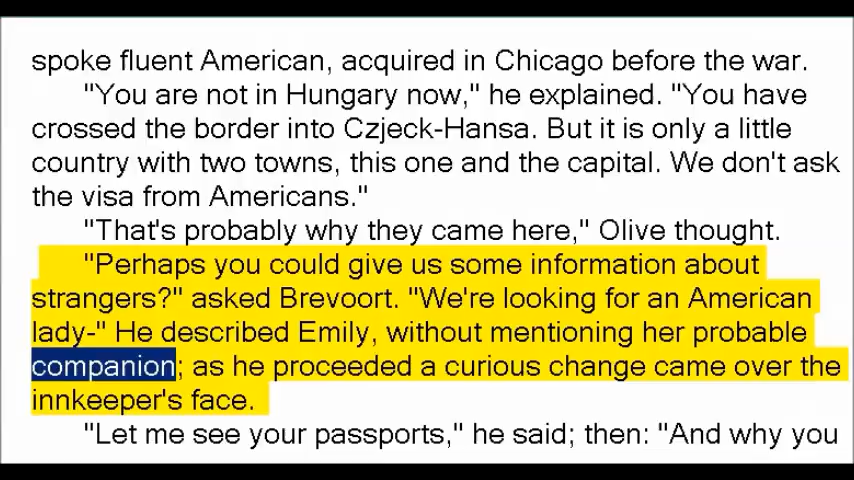 spoke fluent American, acquired in Chicago before the war.
"You are not in Hungary now," he explained. "You have
crossed the border into Czjeck-Hansa. But it is only a little
country with two towns, this one and the capital. We don't ask
the visa from Americans."
"That's probably why they came here," Olive thought.
"Perhaps you could give us some information about
strangers?" asked Brevoort. "We're looking for an American
lady-" He described Emily, without mentioning her probable
companion; as he proceeded a curious change came over the
innkeeper's face.
"Let me see your passports," he said; then: "And why you